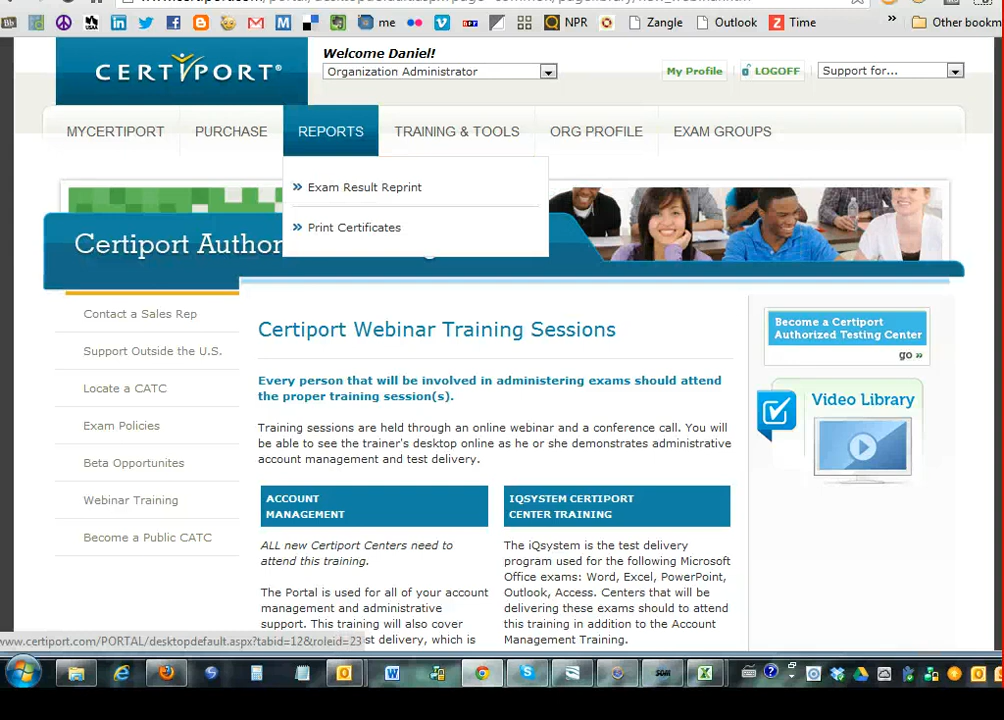 me
NPR
Zangle
Outlook
Time
Other bookm
CERTIPORT®
Welcome Daniel!
Organization Administrator
My Profile
LOGOFF
Support for...
MYCERTIPORT
PURCHASE
REPORTS
TRAINING & TOOLS
ORG PROFILE
EXAM GROUPS
» Exam Result Reprint
» Print Certificates
Certiport Author
Contact a Sales Rep
Support Outside the U.S.
Locate a CATC
Exam Policies
Beta Opportunites
Webinar Training
Become a Public CATC
Certiport Webinar Training Sessions
Every person that will be involved in administering exams should attend
the proper training session(s).
Training sessions are held through an online webinar and a conference call. You will
be able to see the trainer's desktop online as he or she demonstrates administrative
account management and test delivery.
ACCOUNT
MANAGEMENT
ALL new Certiport Centers need to
attend this training.
The Portal is used for all of your account
management and administrative
support. This training will also cover
st delivery, which is
IQSYSTEM CERTIPORT
CENTER TRAINING
The iQsystem is the test delivery
program used for the following Microsoft
Office exams: Word, Excel, PowerPoint,
Outlook, Access. Centers that will be
delivering these exams should to attend
this training in addition to the Account
Management Training.
Become a Certiport
Authorized Testing Center
go »
Video Library
www.certiport.com/PORTAL/desktopdefault.aspx?tabid=12&roleid=23